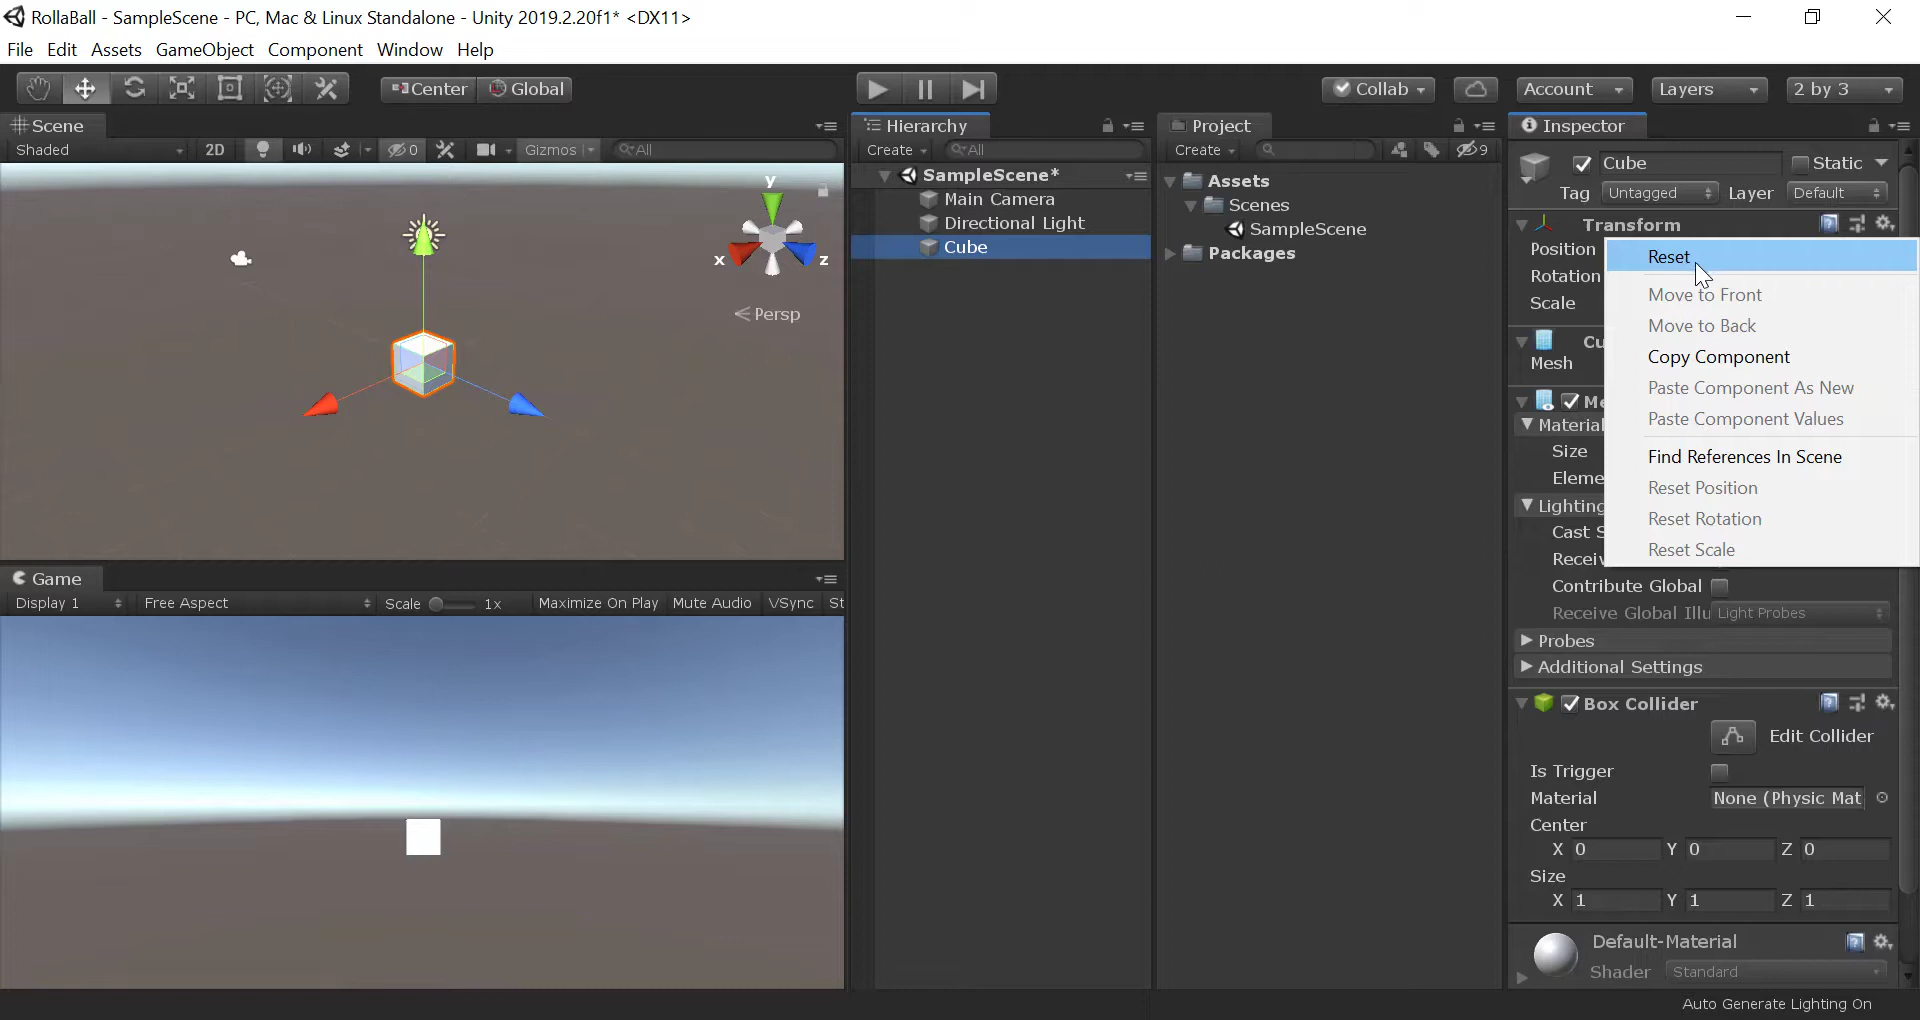 RollaBall - SampleScene - PC, Mac & Linux Standalone - Unity 2019.2.20f1* <DX11>
File Edit Assets GameObject Component Window Help
Center Global Collab Account Layers 2 by 3
Scene
Shaded 2D 0 Gizmos All
y
x z
Persp
Game
Display 1 Free Aspect Scale 1x Maximize On Play Mute Audio VSync St
Hierarchy
Create All
SampleScene*
Main Camera
Directional Light
Cube
Project
Create 9
Assets
Scenes
SampleScene
Packages
Inspector
Cube Static
Tag Untagged Layer Default
Transform
Position
Rotation
Scale
Cu
Mesh
Me
Material
Size
Eleme
Lighting
Cast S
Receiv
Reset
Move to Front
Move to Back
Copy Component
Paste Component As New
Paste Component Values
Find References In Scene
Reset Position
Reset Rotation
Reset Scale
Contribute Global
Receive Global Illu Light Probes
Probes
Additional Settings
Box Collider
Edit Collider
Is Trigger
Material None (Physic Mat
Center
X 0 Y 0 Z 0
Size
X 1 Y 1 Z 1
Default-Material
Shader Standard
Auto Generate Lighting On